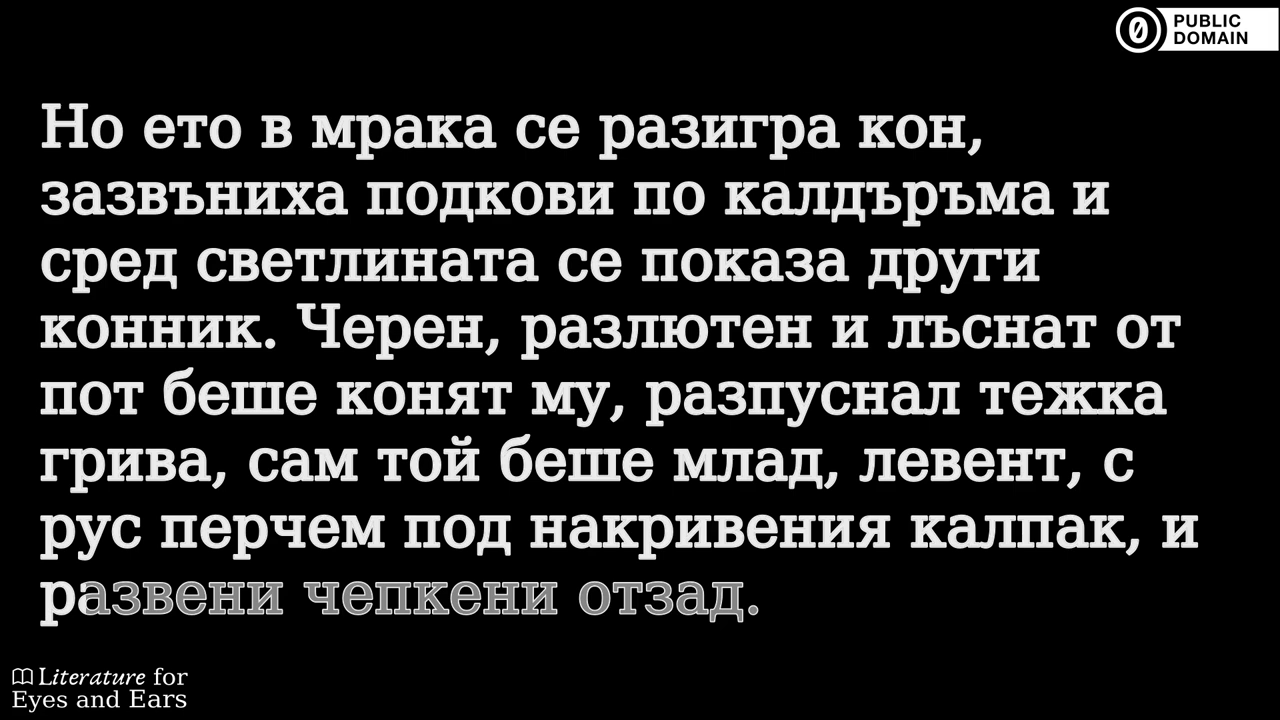 PUBLIC
DOMAIN
Но ето в мрака се разигра кон,
зазвъниха подкови по калдъръма и
сред светлината се показа други
конник. Черен, разлютен и лъснат от
пот беше конят му, разпуснал тежка
грива, сам той беше млад, левент, с
рус перчем под накривения калпак, и
развени чепкени отзад.
Literature for
Eyes and Ears